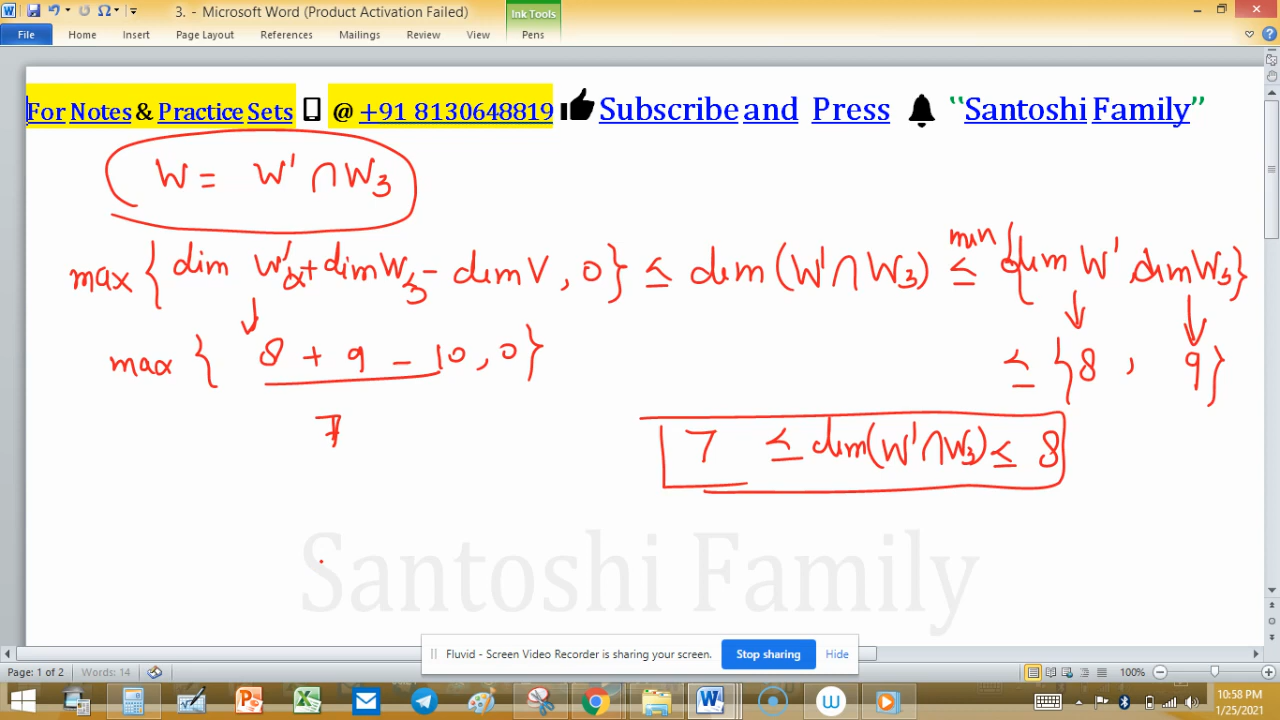 3. - Microsoft Word (Product Activation Failed)
Ink Tools
File Home Insert Page Layout References Mailings Review View Pens
For Notes & Practice Sets @ +91 8130648819 Subscribe and Press "Santoshi Family"
W = W' ∩ W3
max { dim W' + dim W3 - dim V, 0 } ≤ dim (W' ∩ W3) ≤ min { dim W', dim W3 }
max { 8 + 9 - 10, 0 } ≤ { 8, 9 }
7
7 ≤ dim(W' ∩ W3) ≤ 8
Santoshi Family
Fluvid - Screen Video Recorder is sharing your screen. Stop sharing Hide
Page: 1 of 2 Words: 14 100%
10:58 PM
1/25/2021